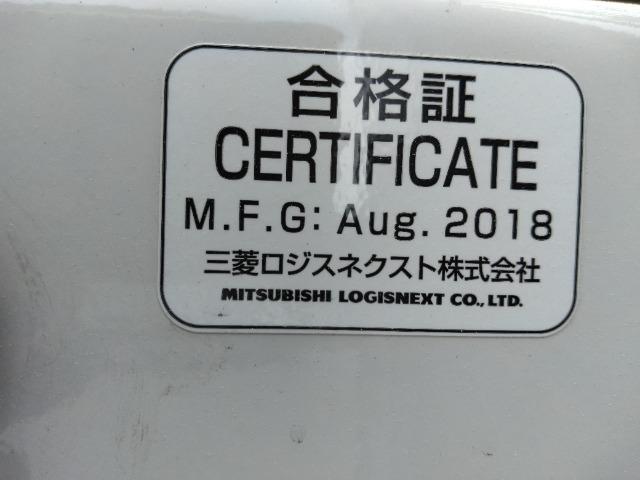 合格証
CERTIFICATE
M.F.G: Aug. 2018
三菱ロジスネクスト株式会社
MITSUBISHI LOGISNEXT CO., LTD.